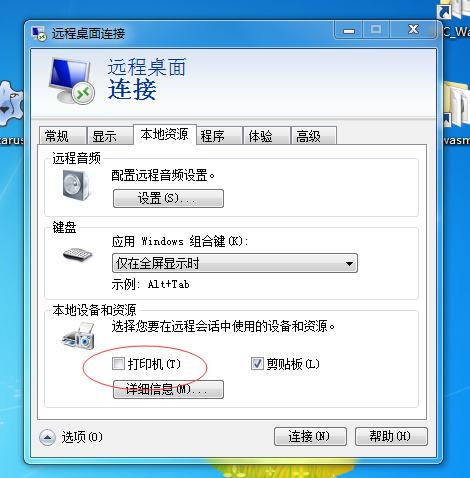 远程桌面连接
远程桌面
连接
常规 显示 本地资源 程序 体验 高级
远程音频
配置远程音频设置。
设置(S)...
键盘
应用 Windows 组合键(K):
仅在全屏显示时
示例: Alt+Tab
本地设备和资源
选择您要在远程会话中使用的设备和资源。
打印机(T) 剪贴板(L)
详细信息(M)...
选项(O) 连接(N) 帮助(H)
C_Wa
wasm
tarus